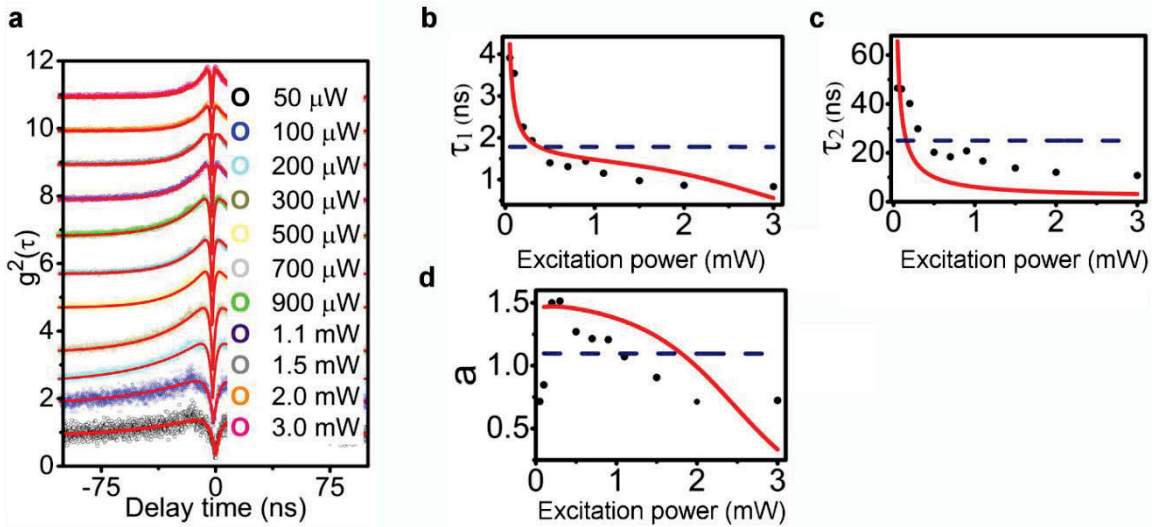 a
g²(τ)
12
10
8
6
4
2
0
-75
0
75
Delay time (ns)
O 50 μW
O 100 μW
O 200 μW
O 300 μW
O 500 μW
O 700 μW
O 900 μW
O 1.1 mW
O 1.5 mW
O 2.0 mW
O 3.0 mW
b
τ₁ (ns)
4
3
2
1
0
1
2
3
Excitation power (mW)
c
τ₂ (ns)
60
40
20
0
0
1
2
3
Excitation power (mW)
d
a
1.5
1.0
0.5
0
1
2
3
Excitation power (mW)